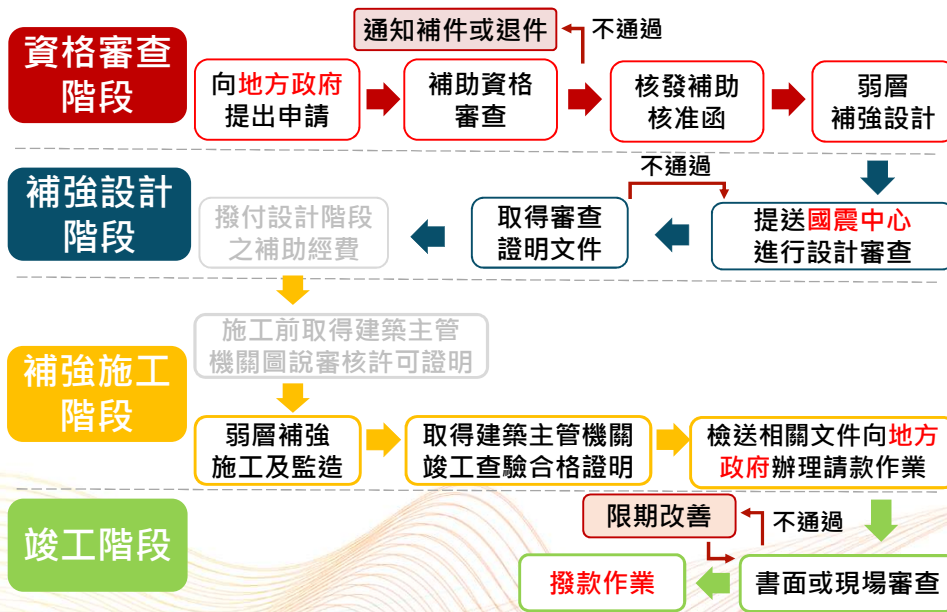 資格審查
階段
通知補件或退件
不通過
向地方政府
提出申請
補助資格
審查
核發補助
核准函
弱層
補強設計
補強設計
階段
不通過
撥付設計階段
之補助經費
取得審查
證明文件
提送國震中心
進行設計審查
施工前取得建築主管
機關圖說審核許可證明
補強施工
階段
弱層補強
施工及監造
取得建築主管機關
竣工查驗合格證明
檢送相關文件向地方
政府辦理請款作業
竣工階段
限期改善
不通過
撥款作業
書面或現場審查